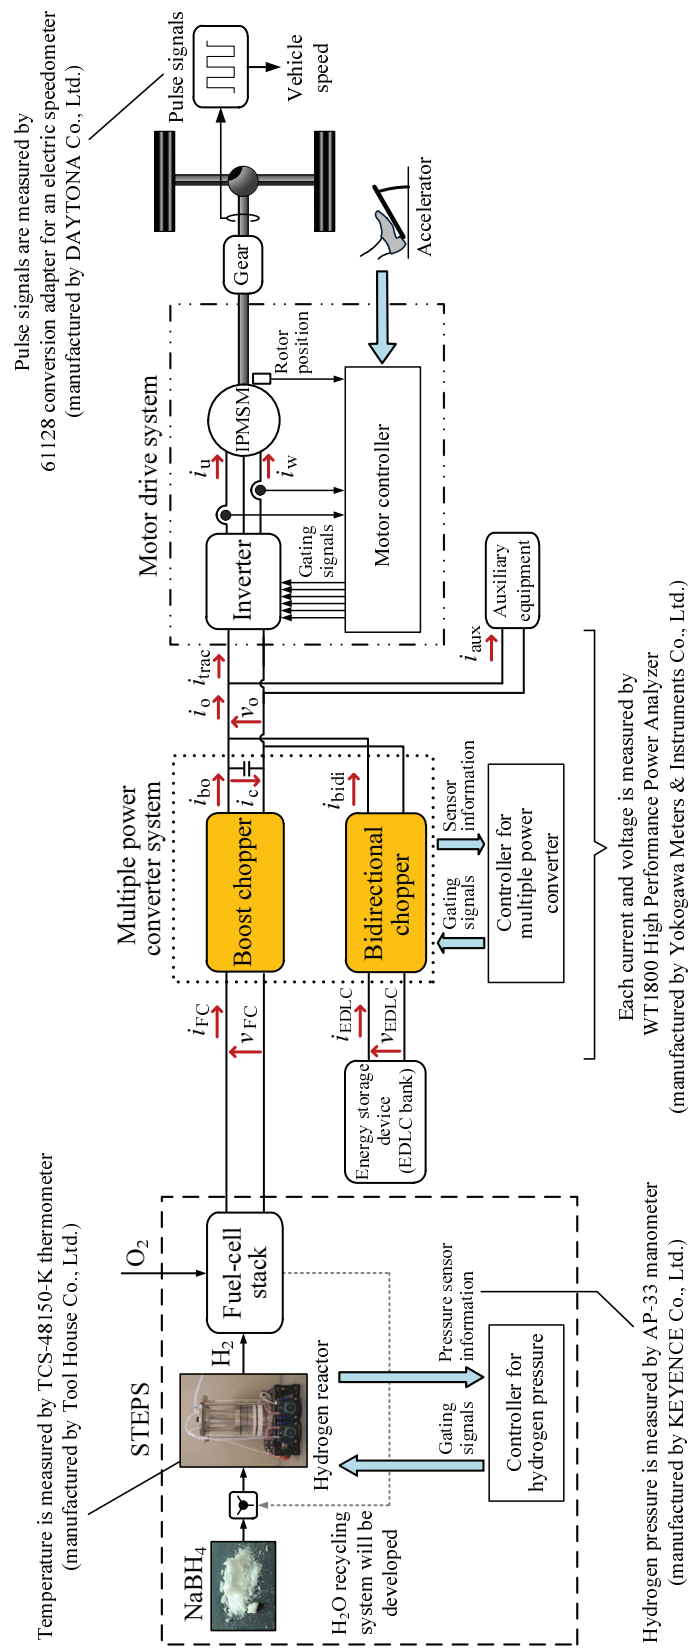 Temperature is measured by TCS-48150-K thermometer
(manufactured by Tool House Co., Ltd.)
STEPS
O2
NaBH4
H2
Fuel-cell
stack
Hydrogen reactor
H2O recycling
system will be
developed
Gating
signals
Pressure sensor
information
Controller for
hydrogen pressure
Hydrogen pressure is measured by AP-33 manometer
(manufactured by KEYENCE Co., Ltd.)
iFC
vFC
Energy storage
device
(EDLC bank)
iEDLC
vEDLC
Multiple power
converter system
Boost chopper
Bidirectional
chopper
ibo
ic
ibidi
Gating
signals
Sensor
information
Controller for
multiple power
converter
io
itrac
vo
iaux
Auxiliary
equipment
Each current and voltage is measured by
WT1800 High Performance Power Analyzer
(manufactured by Yokogawa Meters & Instruments Co., Ltd.)
Motor drive system
Inverter
iu
iw
IPMSM
Gating
signals
Rotor
position
Motor controller
Gear
Accelerator
Pulse signals
Vehicle
speed
Pulse signals are measured by
61128 conversion adapter for an electric speedometer
(manufactured by DAYTONA Co., Ltd.)